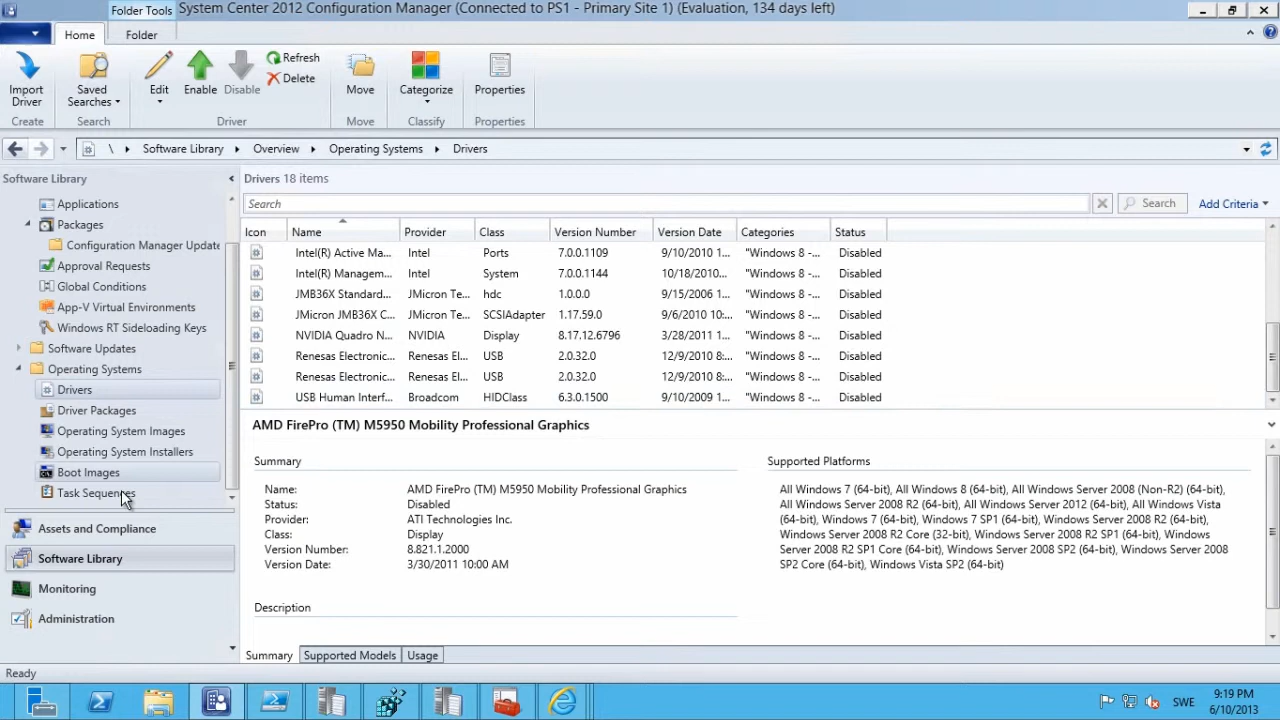 Folder Tools
System Center 2012 Configuration Manager (Connected to PS1 - Primary Site 1) (Evaluation, 134 days left)
Home Folder
Import Driver
Saved Searches
Edit
Enable
Disable
Refresh
Delete
Move
Categorize
Properties
Create Search Driver Move Classify Properties
\ Software Library Overview Operating Systems Drivers
Software Library
Applications
Packages
Configuration Manager Update
Approval Requests
Global Conditions
App-V Virtual Environments
Windows RT Sideloading Keys
Software Updates
Operating Systems
Drivers
Driver Packages
Operating System Images
Operating System Installers
Boot Images
Task Sequences
Assets and Compliance
Software Library
Monitoring
Administration
Drivers 18 items
Search Search Add Criteria
Icon Name Provider Class Version Number Version Date Categories Status
Intel(R) Active Ma... Intel Ports 7.0.0.1109 9/10/2010 1... "Windows 8 -... Disabled
Intel(R) Managem... Intel System 7.0.0.1144 10/18/2010... "Windows 8 -... Disabled
JMB36X Standard... JMicron Te... hdc 1.0.0.0 9/15/2006 1... "Windows 8 -... Disabled
JMicron JMB36X C... JMicron Te... SCSIAdapter 1.17.59.0 9/6/2010 10... "Windows 8 -... Disabled
NVIDIA Quadro N... NVIDIA Display 8.17.12.6796 3/28/2011 1... "Windows 8 -... Disabled
Renesas Electronic... Renesas El... USB 2.0.32.0 12/9/2010 8:... "Windows 8 -... Disabled
Renesas Electronic... Renesas El... USB 2.0.32.0 12/9/2010 8:... "Windows 8 -... Disabled
USB Human Interf... Broadcom HIDClass 6.3.0.1500 9/10/2009 1... "Windows 8 -... Disabled
AMD FirePro (TM) M5950 Mobility Professional Graphics
Summary
Name: AMD FirePro (TM) M5950 Mobility Professional Graphics
Status: Disabled
Provider: ATI Technologies Inc.
Class: Display
Version Number: 8.821.1.2000
Version Date: 3/30/2011 10:00 AM
Description
Supported Platforms
All Windows 7 (64-bit), All Windows 8 (64-bit), All Windows Server 2008 (Non-R2) (64-bit),
All Windows Server 2008 R2 (64-bit), All Windows Server 2012 (64-bit), All Windows Vista
(64-bit), Windows 7 (64-bit), Windows 7 SP1 (64-bit), Windows Server 2008 R2 (64-bit),
Windows Server 2008 R2 Core (32-bit), Windows Server 2008 R2 SP1 (64-bit), Windows
Server 2008 R2 SP1 Core (64-bit), Windows Server 2008 SP2 (64-bit), Windows Server 2008
SP2 Core (64-bit), Windows Vista SP2 (64-bit)
Summary Supported Models Usage
Ready
SWE
9:19 PM
6/10/2013